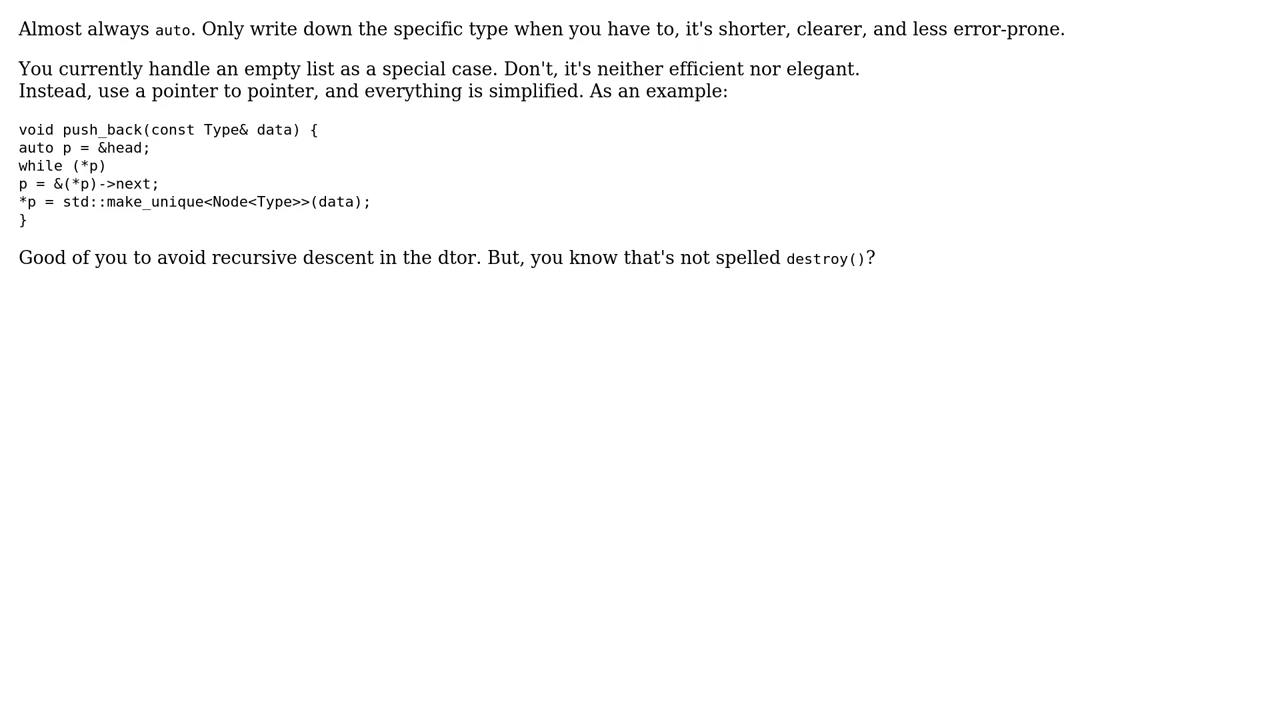 Almost always auto. Only write down the specific type when you have to, it's shorter, clearer, and less error-prone.
You currently handle an empty list as a special case. Don't, it's neither efficient nor elegant.
Instead, use a pointer to pointer, and everything is simplified. As an example:
void push_back(const Type& data) {
auto p = &head;
while (*p)
p = &(*p)->next;
*p = std::make_unique<Node<Type>>(data);
}
Good of you to avoid recursive descent in the dtor. But, you know that's not spelled destroy()?